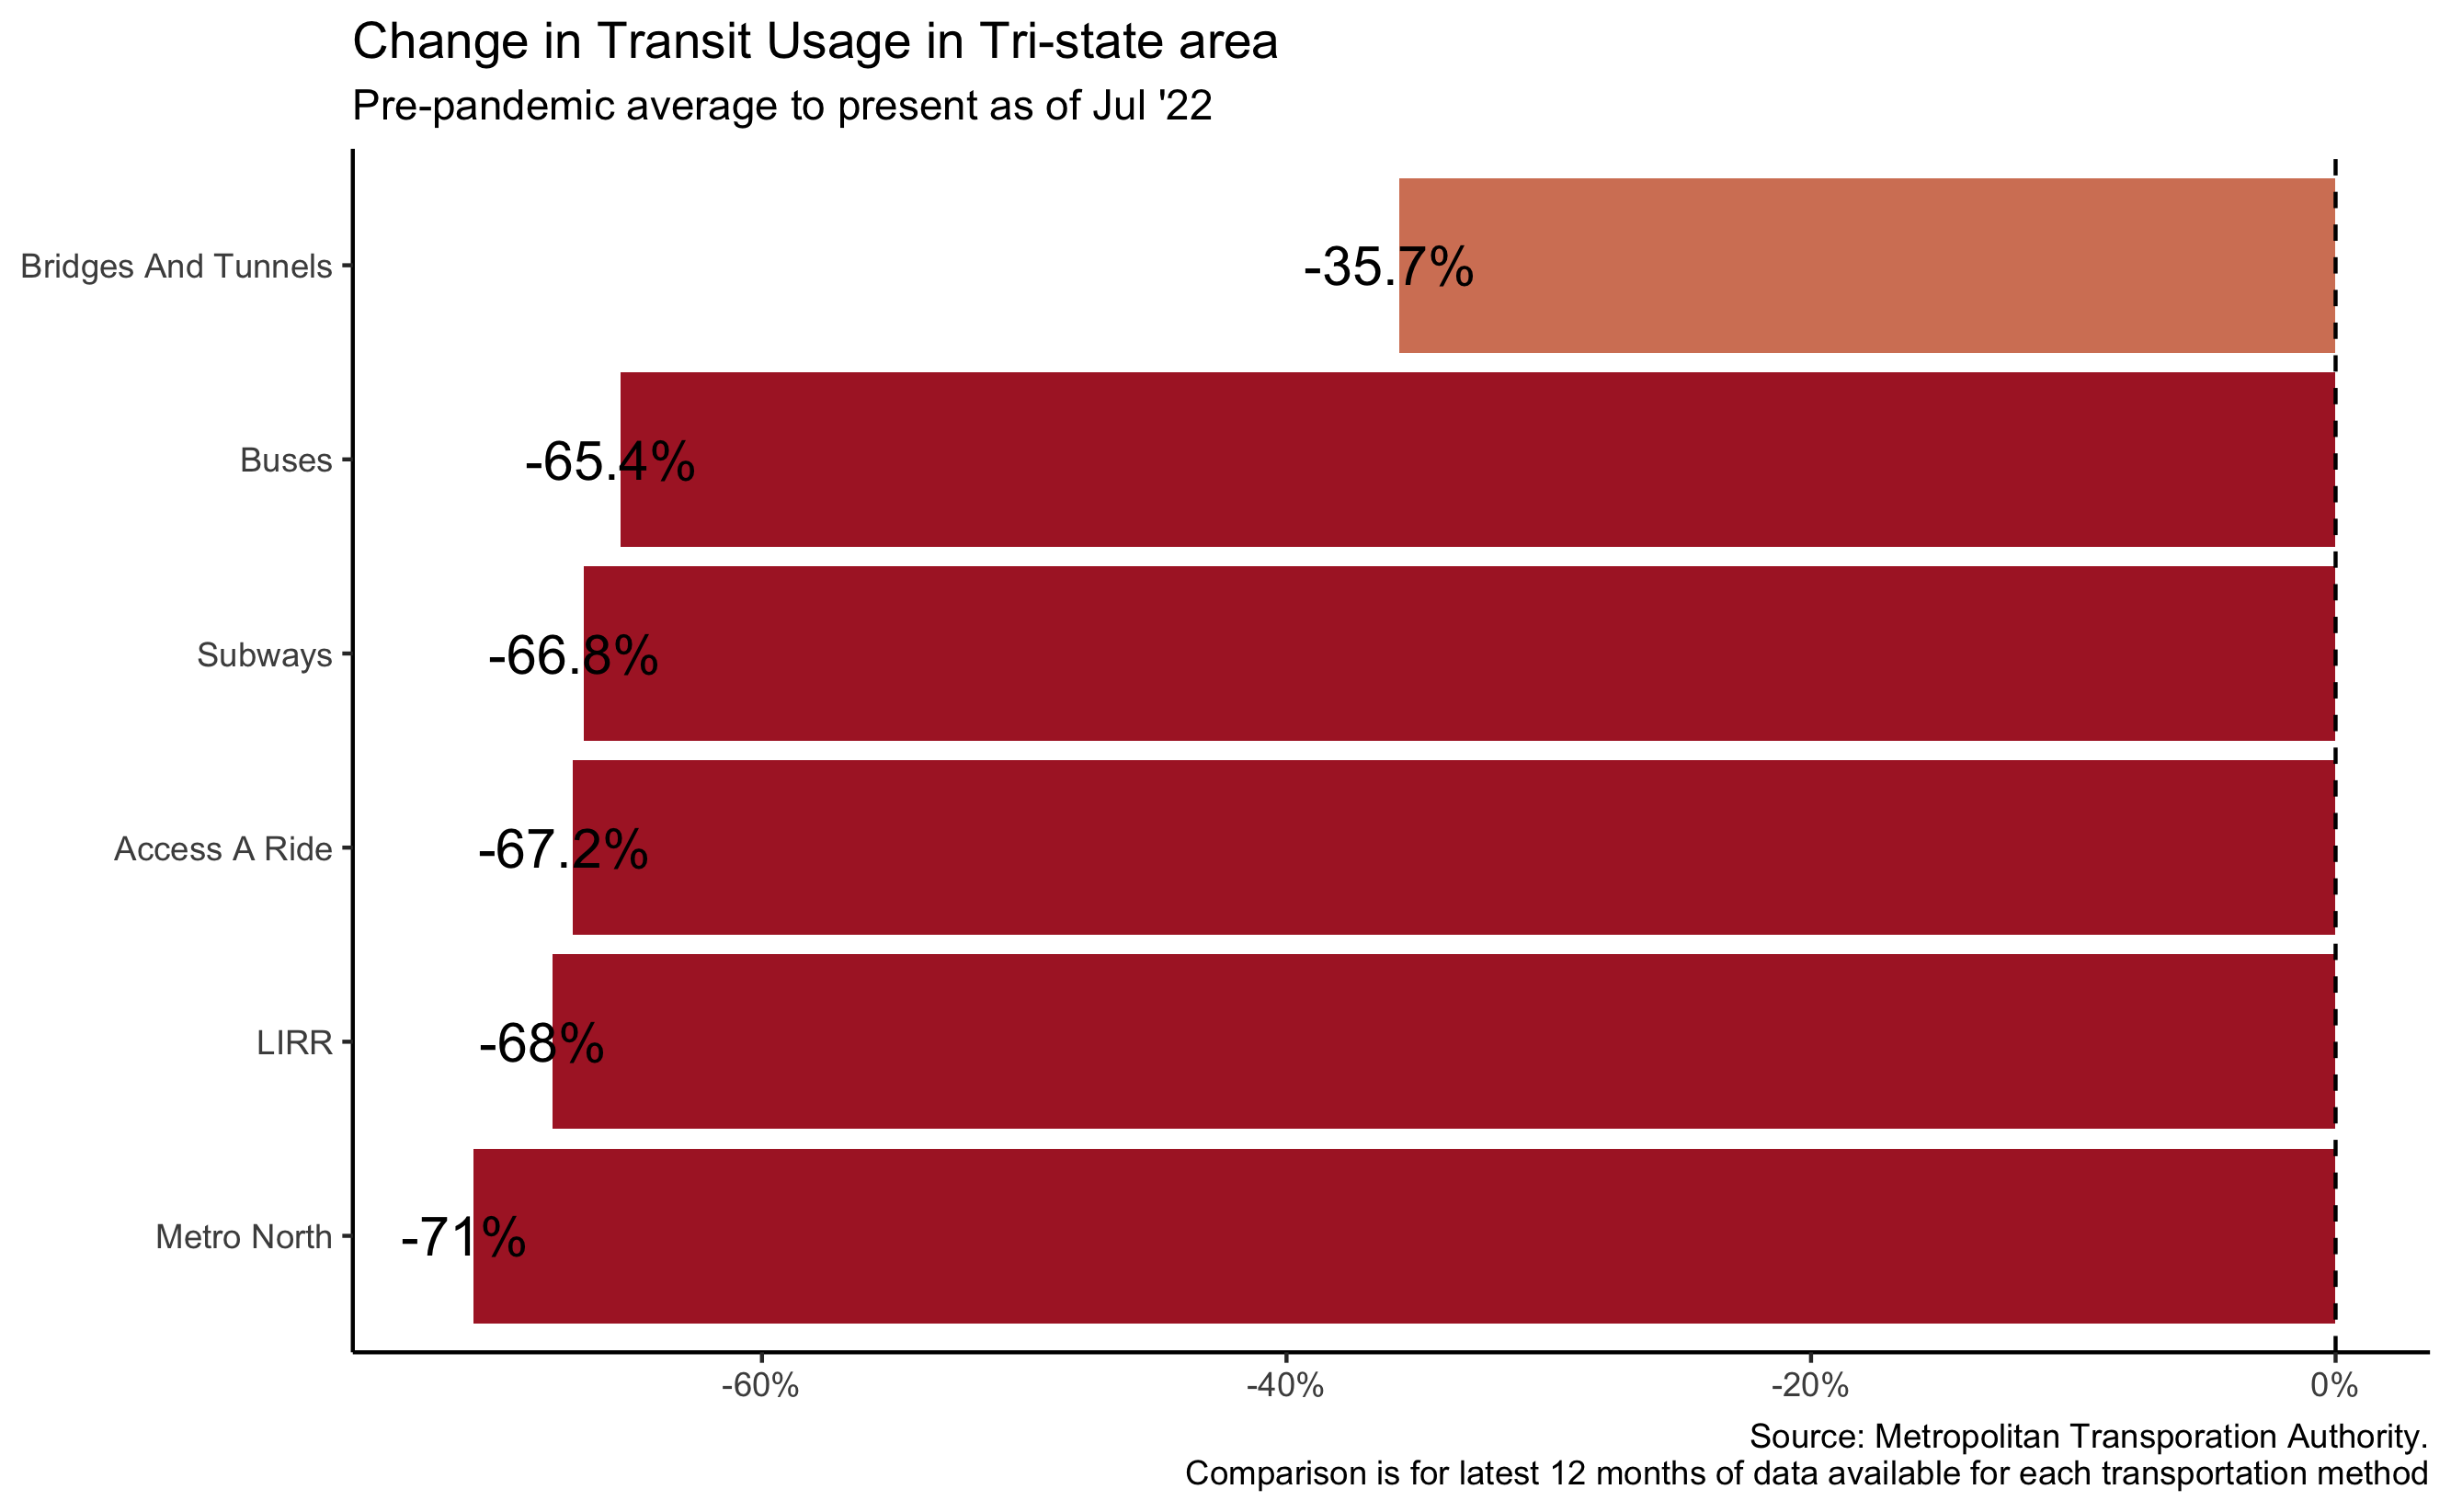 Change in Transit Usage in Tri-state area
Pre-pandemic average to present as of Jul '22
Bridges And Tunnels
-35.7%
Buses
-65.4%
Subways
-66.8%
Access A Ride
-67.2%
LIRR
-68%
Metro North
-71%
-60%
-40%
-20%
0%
Source: Metropolitan Transporation Authority.
Comparison is for latest 12 months of data available for each transportation method